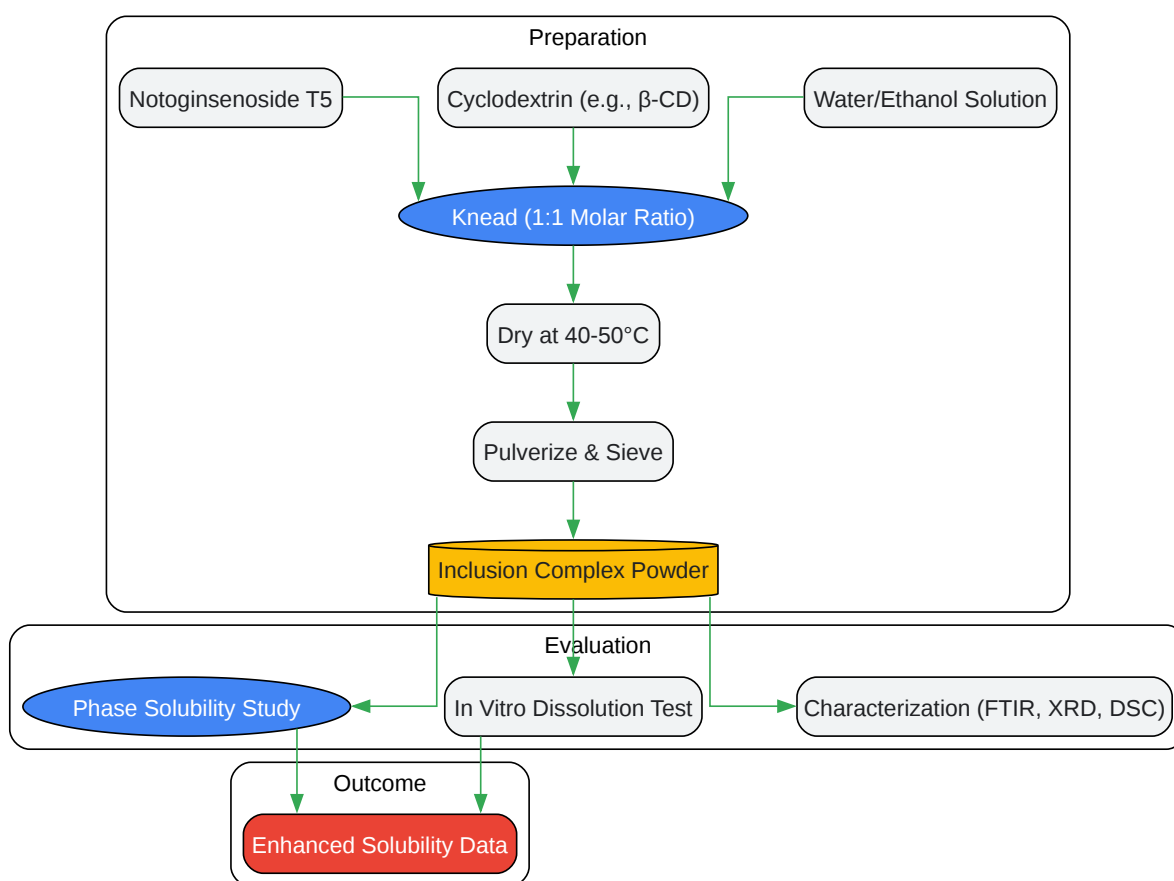 Preparation
Notoginsenoside T5
Cyclodextrin (e.g., β-CD)
Water/Ethanol Solution
Knead (1:1 Molar Ratio)
Dry at 40-50°C
Pulverize & Sieve
Inclusion Complex Powder
Evaluation
Phase Solubility Study
In Vitro Dissolution Test
Characterization (FTIR, XRD, DSC)
Outcome
Enhanced Solubility Data